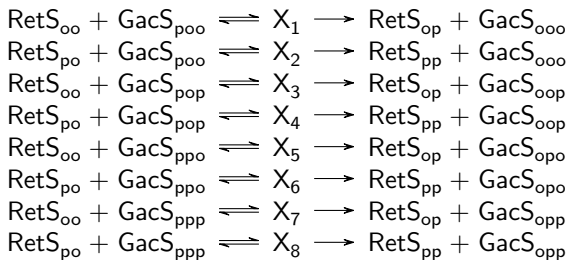 RetS_oo + GacS_poo ⇌ X_1 ⟶ RetS_op + GacS_ooo
RetS_po + GacS_poo ⇌ X_2 ⟶ RetS_pp + GacS_ooo
RetS_oo + GacS_pop ⇌ X_3 ⟶ RetS_op + GacS_oop
RetS_po + GacS_pop ⇌ X_4 ⟶ RetS_pp + GacS_oop
RetS_oo + GacS_ppo ⇌ X_5 ⟶ RetS_op + GacS_opo
RetS_po + GacS_ppo ⇌ X_6 ⟶ RetS_pp + GacS_opo
RetS_oo + GacS_ppp ⇌ X_7 ⟶ RetS_op + GacS_opp
RetS_po + GacS_ppp ⇌ X_8 ⟶ RetS_pp + GacS_opp